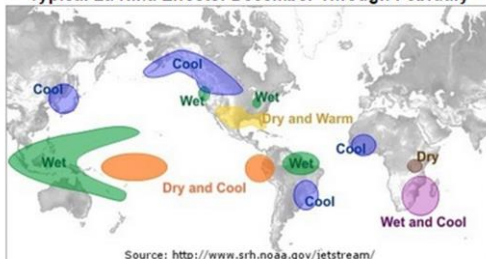 Typical La Niña Effects: December Through February
Cool
Cool
Wet
Wet
Dry and Warm
Wet
Dry and Cool
Wet
Cool
Cool
Dry
Wet and Cool
Source: http://www.srh.noaa.gov/jetstream/